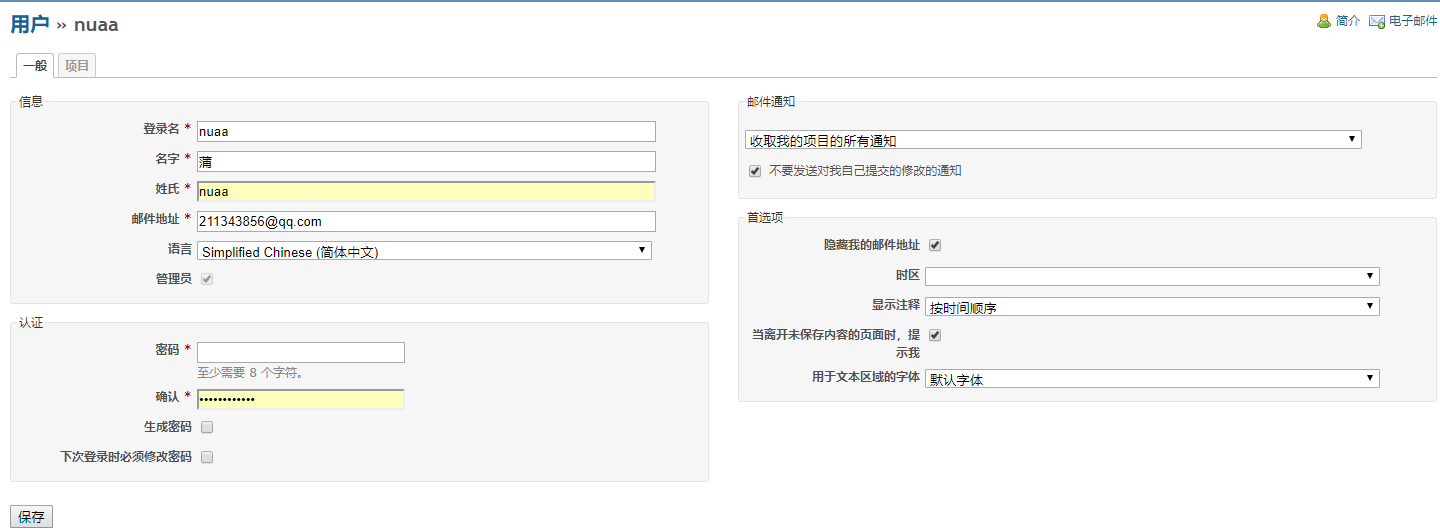 用户 » nuaa
简介 电子邮件
一般 项目
信息
登录名 * nuaa
名字 * 蒲
姓氏 * nuaa
邮件地址 * 211343856@qq.com
语言 Simplified Chinese (简体中文)
管理员
认证
密码 *
至少需要 8 个字符。
确认 * ••••••••••••
生成密码
下次登录时必须修改密码
保存
邮件通知
收取我的项目的所有通知
不要发送对我自己提交的修改的通知
首选项
隐藏我的邮件地址
时区
显示注释 按时间顺序
当离开未保存内容的页面时，提
示我
用于文本区域的字体 默认字体